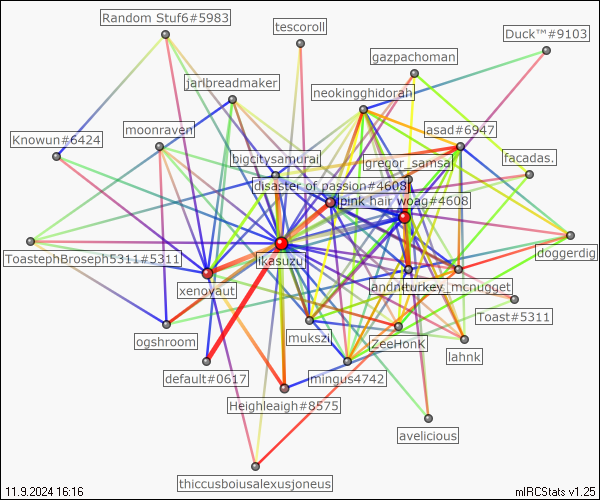 Random Stuf6#5983
tescoroll
Duck™#9103
gazpachoman
jarlbreadmaker
neokingghidorah
moonraven
asad#6947
Knowun#6424
bigcitysamurai
gregor_samsa
facadas.
disaster of passion#4608
pink hair woag#4608
ToastephBroseph5311#5311
likasuzu
doggerdig
xenovaut
turkey_mcnugget
Toast#5311
ogshroom
mukszi
ZeeHonK
lahnk
default#0617
mingus4742
Heighleaigh#8575
avelicious
thiccusboiusalexusjoneus
11.9.2024 16:16
mIRCStats v1.25